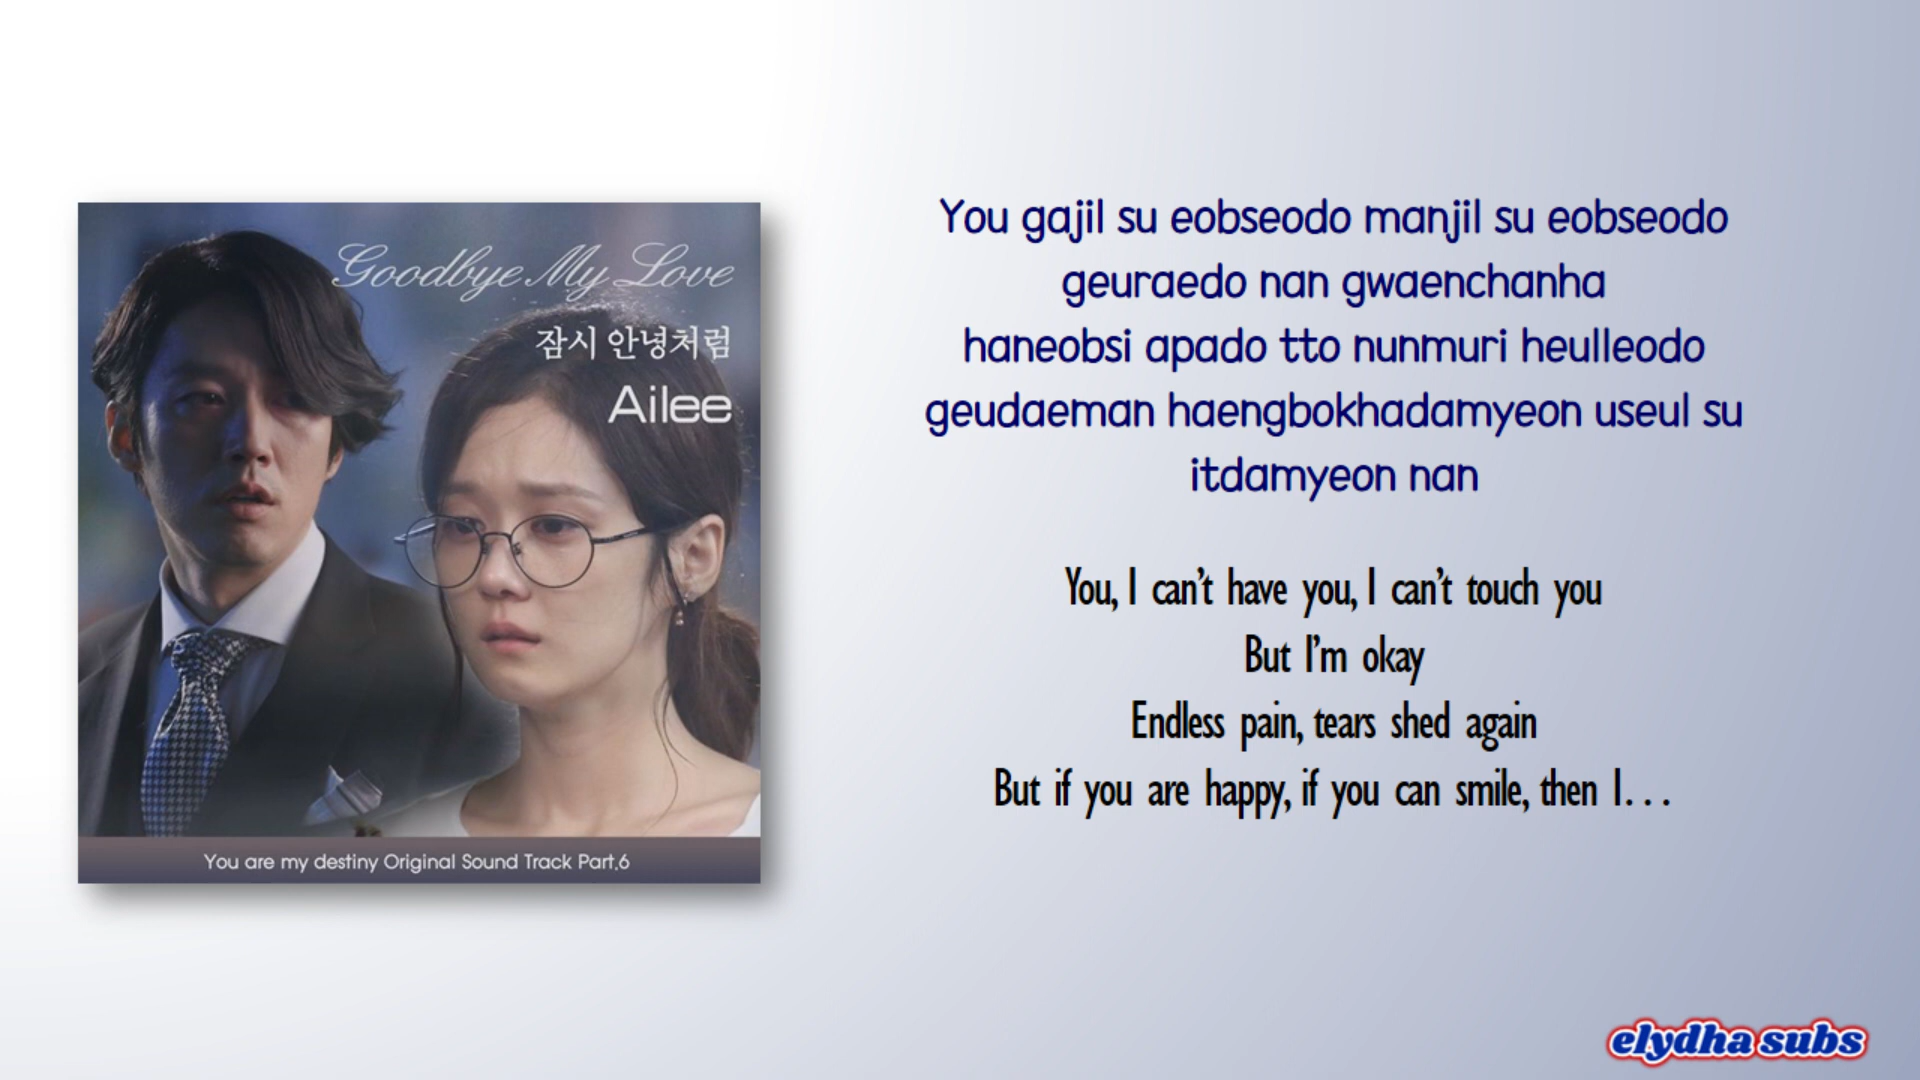 Goodbye My Love
잠시 안녕처럼
Ailee
You are my destiny Original Sound Track Part.6
You gajil su eobseodo manjil su eobseodo
geuraedo nan gwaenchanha
haneobsi apado tto nunmuri heulleodo
geudaeman haengbokhadamyeon useul su
itdamyeon nan
You, I can't have you, I can't touch you
But I'm okay
Endless pain, tears shed again
But if you are happy, if you can smile, then I...
elydha subs